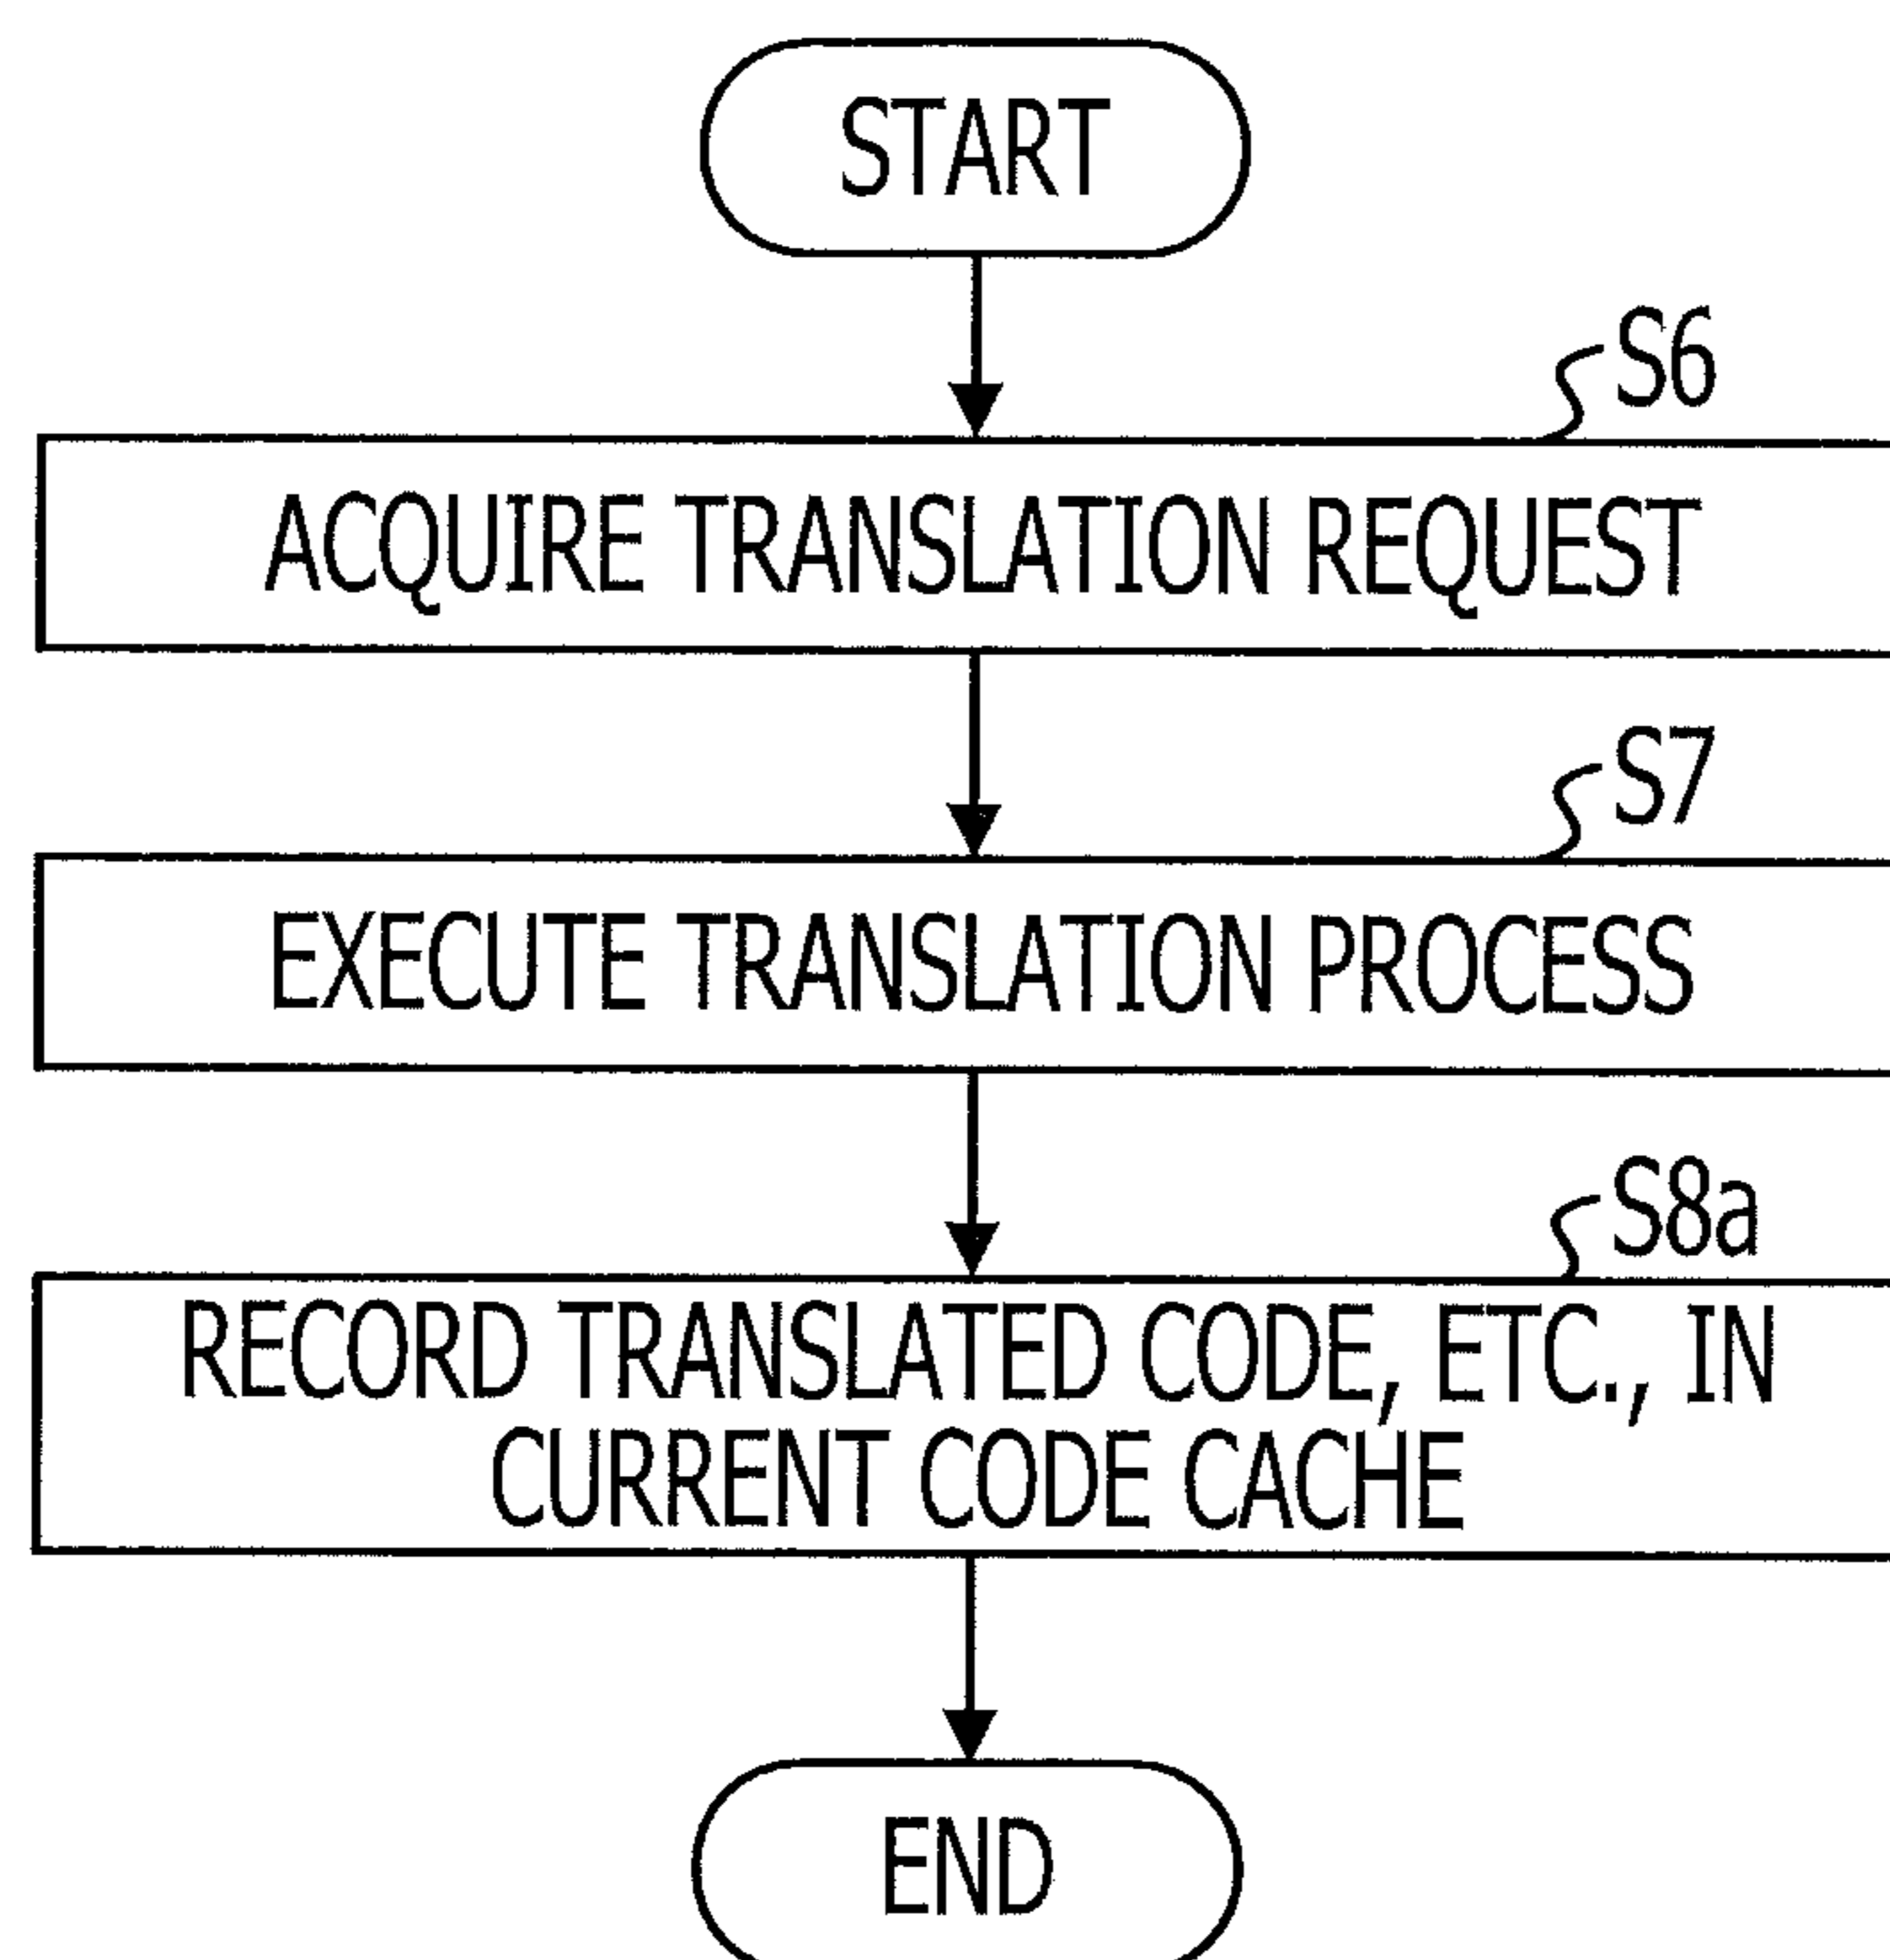 START
S6
ACQUIRE TRANSLATION REQUEST
S7
EXECUTE TRANSLATION PROCESS
S8a
RECORD TRANSLATED CODE, ETC., IN
CURRENT CODE CACHE
END